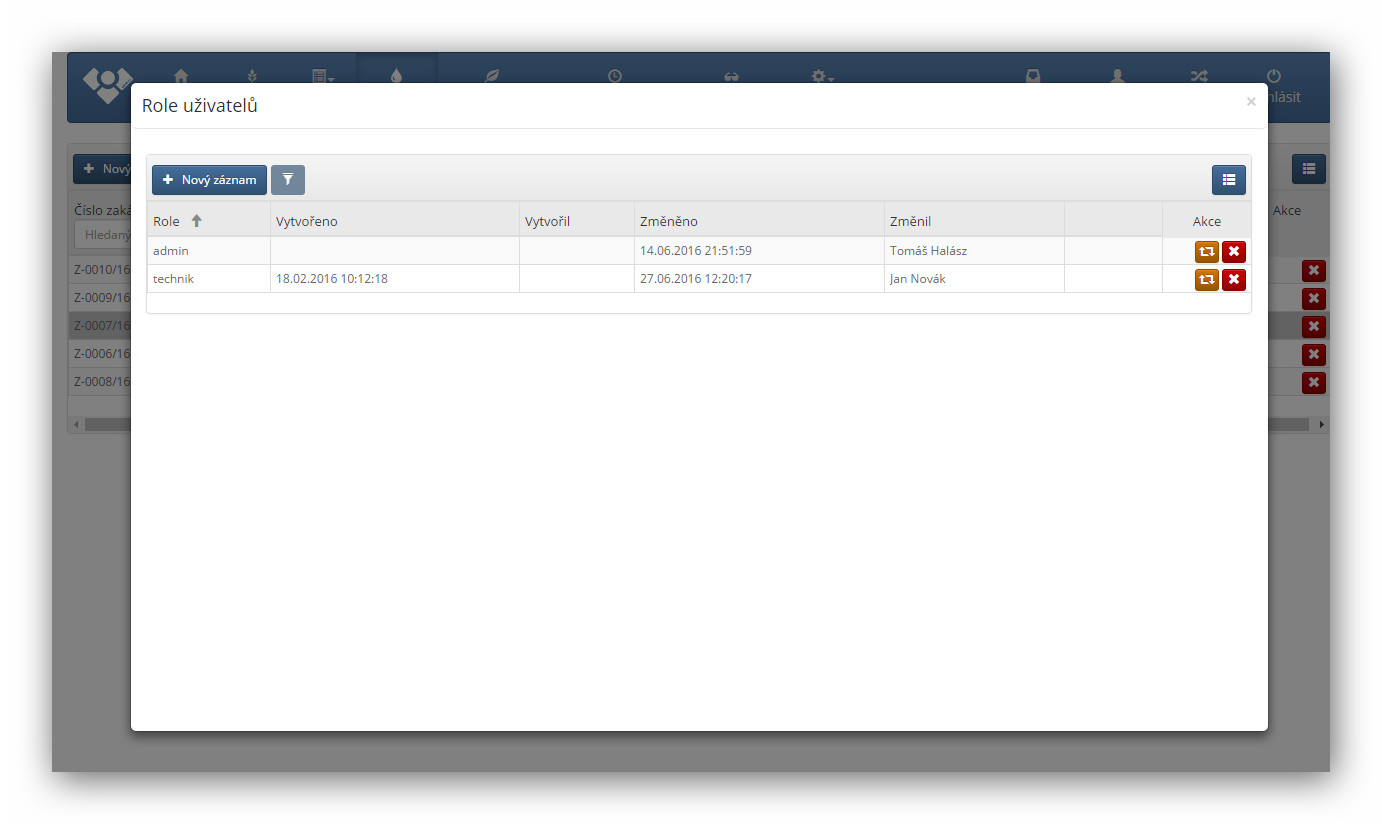 hlásit
Role uživatelů
×
Nový
Nový záznam
Číslo zaká
Akce
Hledaný
Role Vytvořeno Vytvořil Změněno Změnil Akce
admin 14.06.2016 21:51:59 Tomáš Halász
technik 18.02.2016 10:12:18 27.06.2016 12:20:17 Jan Novák
Z-0010/16
Z-0009/16
Z-0007/16
Z-0006/16
Z-0008/16